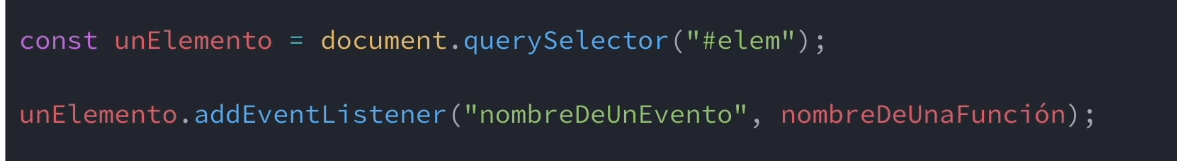 const unElemento = document.querySelector("#elem");
unElemento.addEventListener("nombreDeUnEvento", nombreDeUnaFunción);